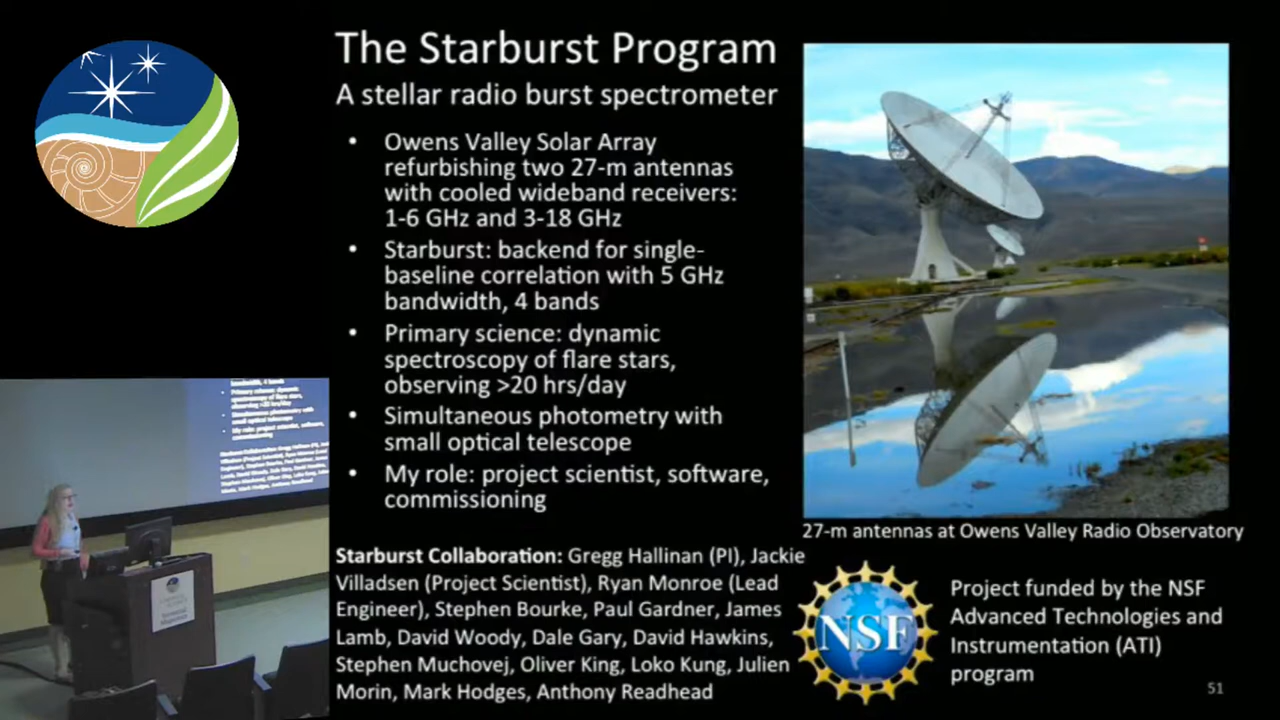 The Starburst Program
A stellar radio burst spectrometer
• Owens Valley Solar Array
refurbishing two 27-m antennas
with cooled wideband receivers:
1-6 GHz and 3-18 GHz
• Starburst: backend for single-
baseline correlation with 5 GHz
bandwidth, 4 bands
• Primary science: dynamic
spectroscopy of flare stars,
observing >20 hrs/day
• Simultaneous photometry with
small optical telescope
• My role: project scientist, software,
commissioning
Starburst Collaboration: Gregg Hallinan (PI), Jackie
Villadsen (Project Scientist), Ryan Monroe (Lead
Engineer), Stephen Bourke, Paul Gardner, James
Lamb, David Woody, Dale Gary, David Hawkins,
Stephen Muchovej, Oliver King, Loko Kung, Julien
Morin, Mark Hodges, Anthony Readhead
27-m antennas at Owens Valley Radio Observatory
NSF
Project funded by the NSF
Advanced Technologies and
Instrumentation (ATI)
program
51